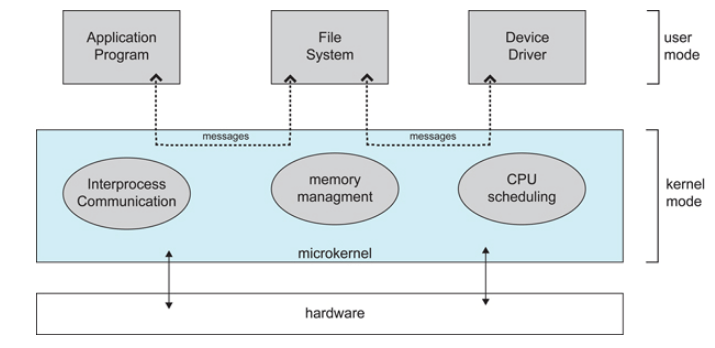 Application
Program
File
System
Device
Driver
user
mode
messages
messages
Interprocess
Communication
memory
managment
CPU
scheduling
kernel
mode
microkernel
hardware